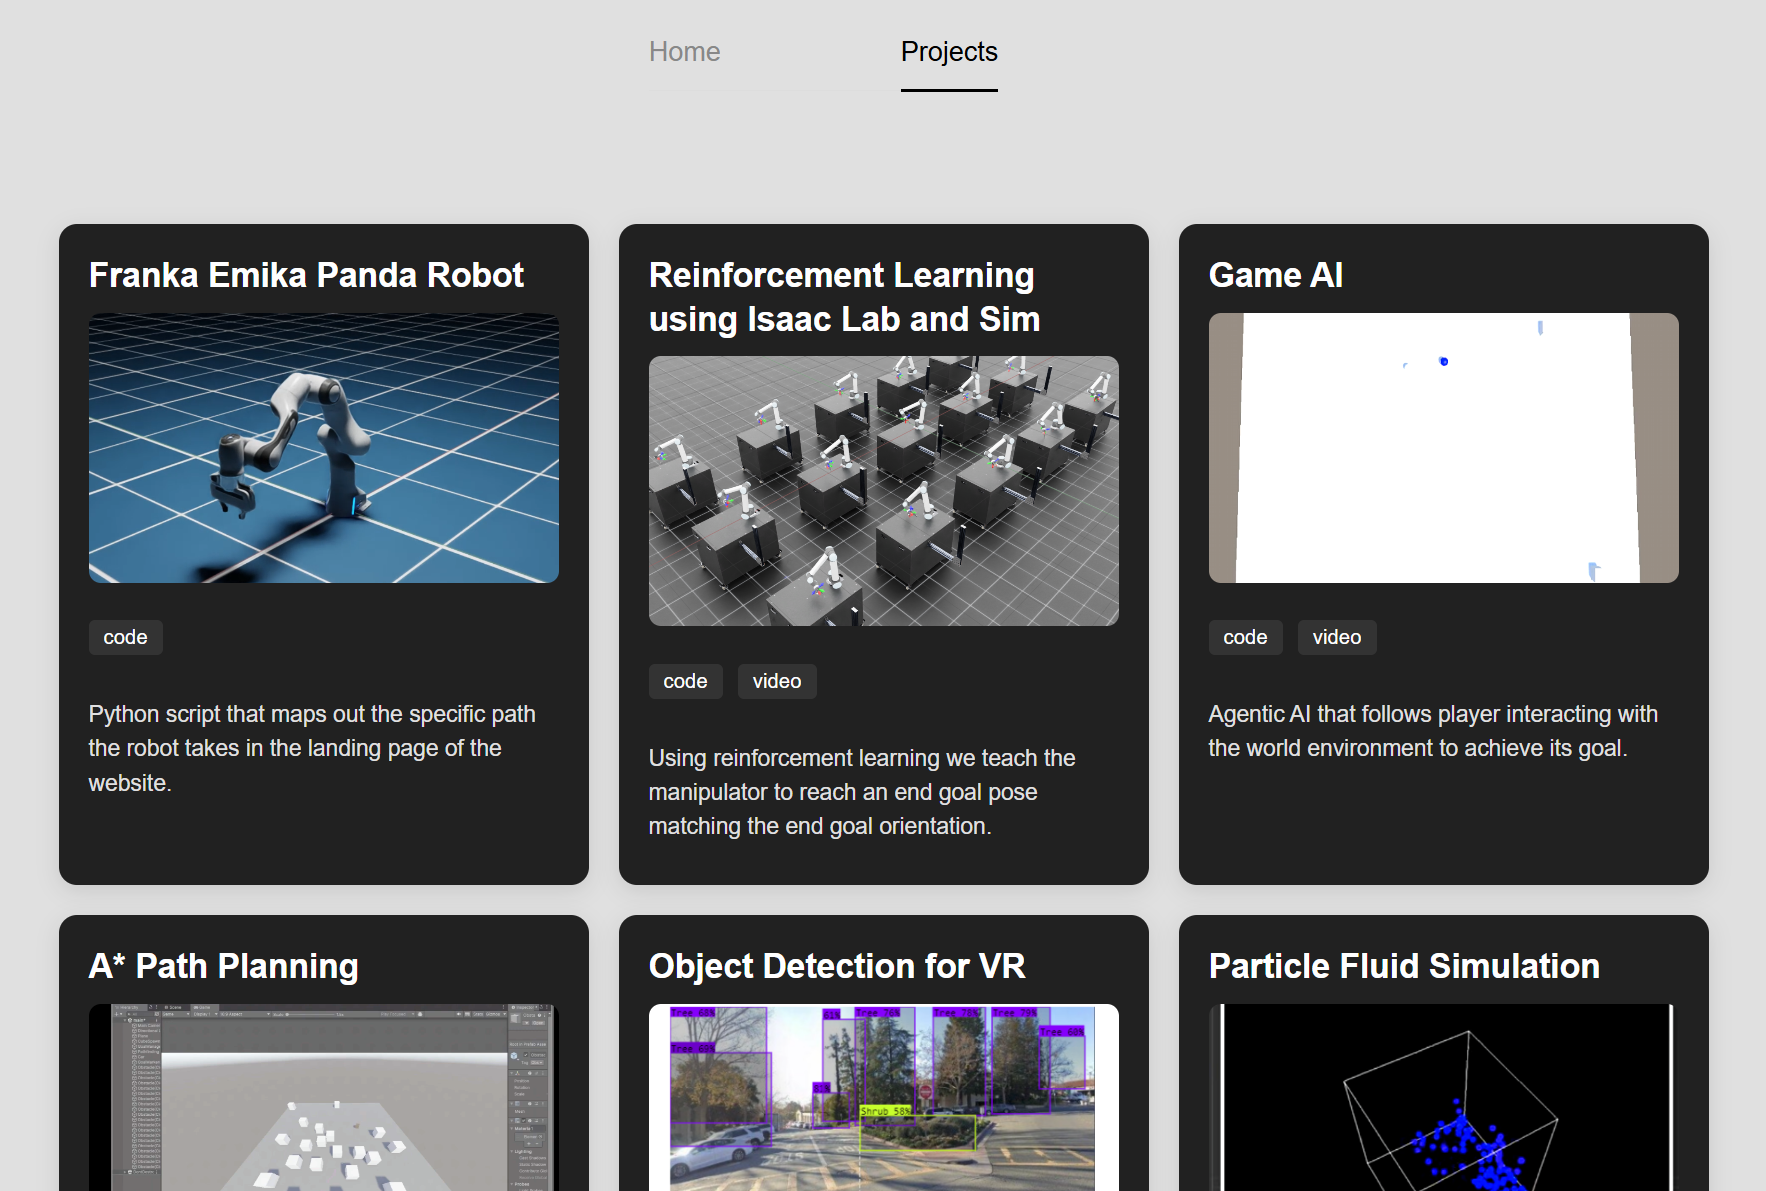 Home
Projects
Franka Emika Panda Robot
code
Python script that maps out the specific path
the robot takes in the landing page of the
website.
Reinforcement Learning
using Isaac Lab and Sim
code
video
Using reinforcement learning we teach the
manipulator to reach an end goal pose
matching the end goal orientation.
Game AI
code
video
Agentic AI that follows player interacting with
the world environment to achieve its goal.
A* Path Planning
Object Detection for VR
Tree 68%
81%
Tree 76%
Tree 78%
Tree 79%
Tree 60%
Tree 69%
Shrub 58%
Particle Fluid Simulation